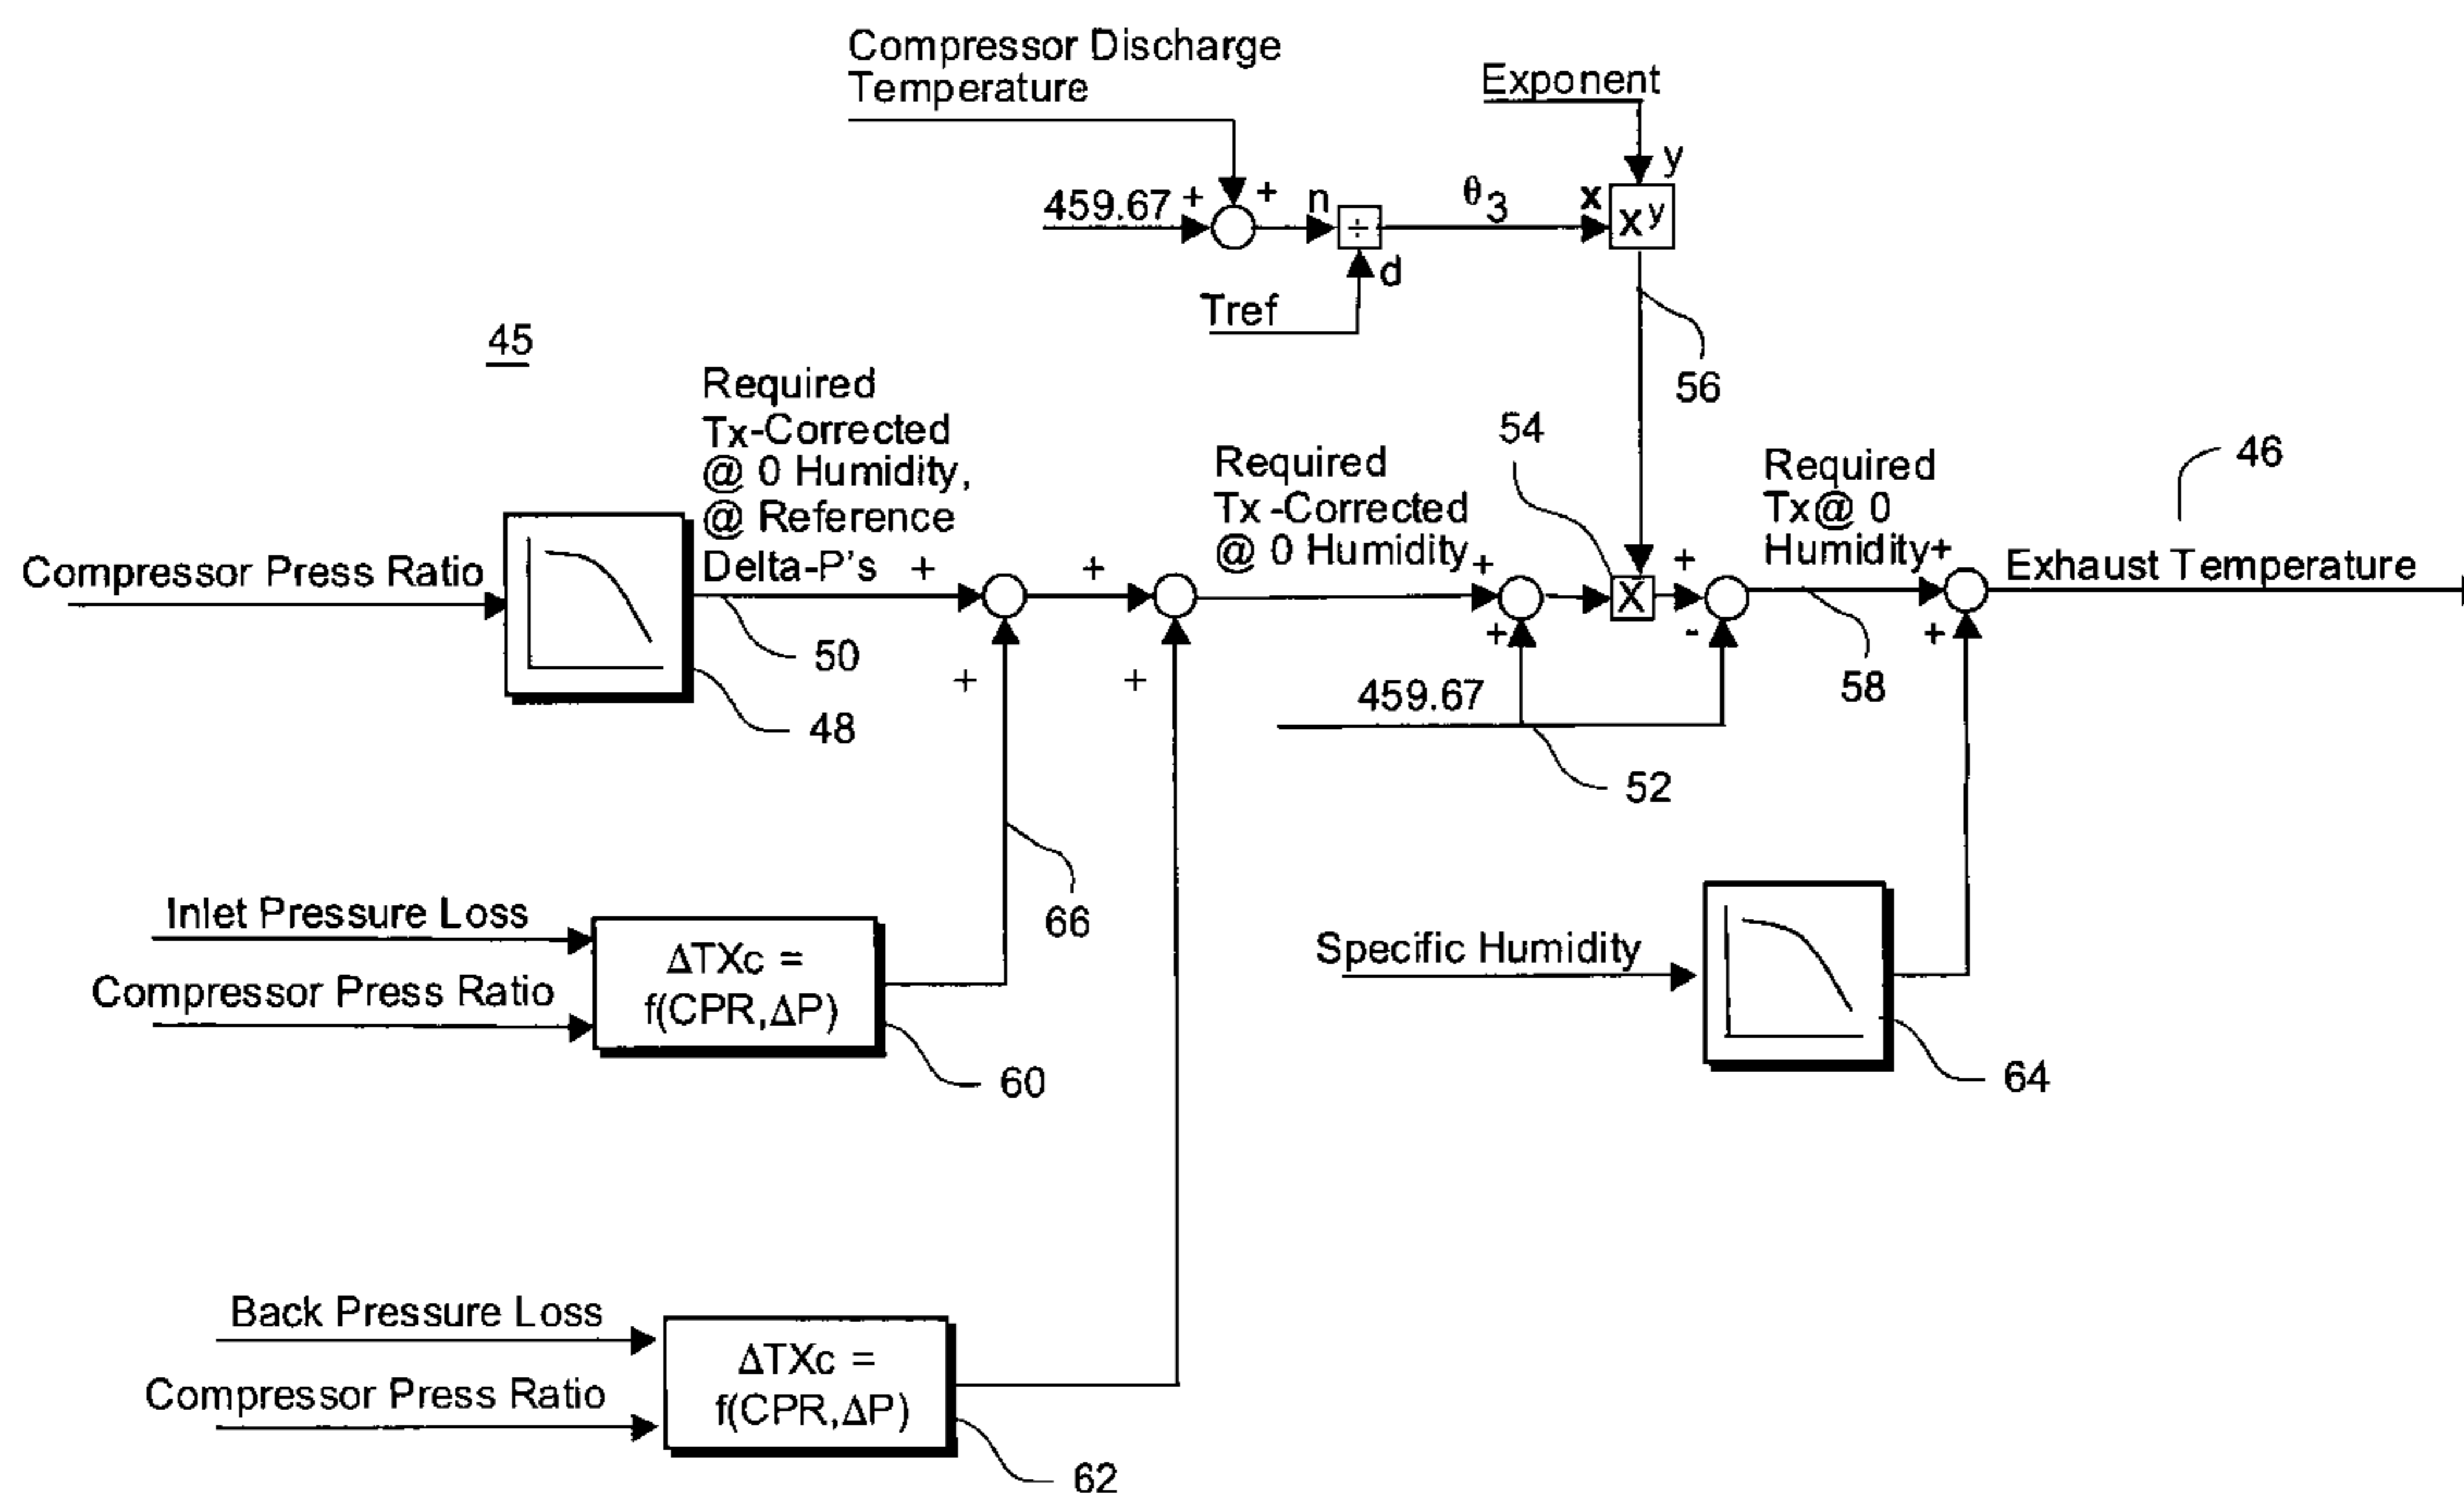 Compressor Discharge
Temperature
Exponent
y
459.67
+
+
n
÷
d
θ3
x
xy
Tref
45
56
Required
Tx-Corrected
@ 0 Humidity,
@ Reference
Delta-P's
+
+
Required
Tx -Corrected
@ 0 Humidity
+
54
Required
Tx@ 0
Humidity+
46
Compressor Press Ratio
X
+
Exhaust Temperature
+
-
+
50
+
+
459.67
58
48
52
66
Inlet Pressure Loss
Compressor Press Ratio
ΔTXc =
f(CPR,ΔP)
60
Specific Humidity
64
Back Pressure Loss
Compressor Press Ratio
ΔTXc =
f(CPR,ΔP)
62